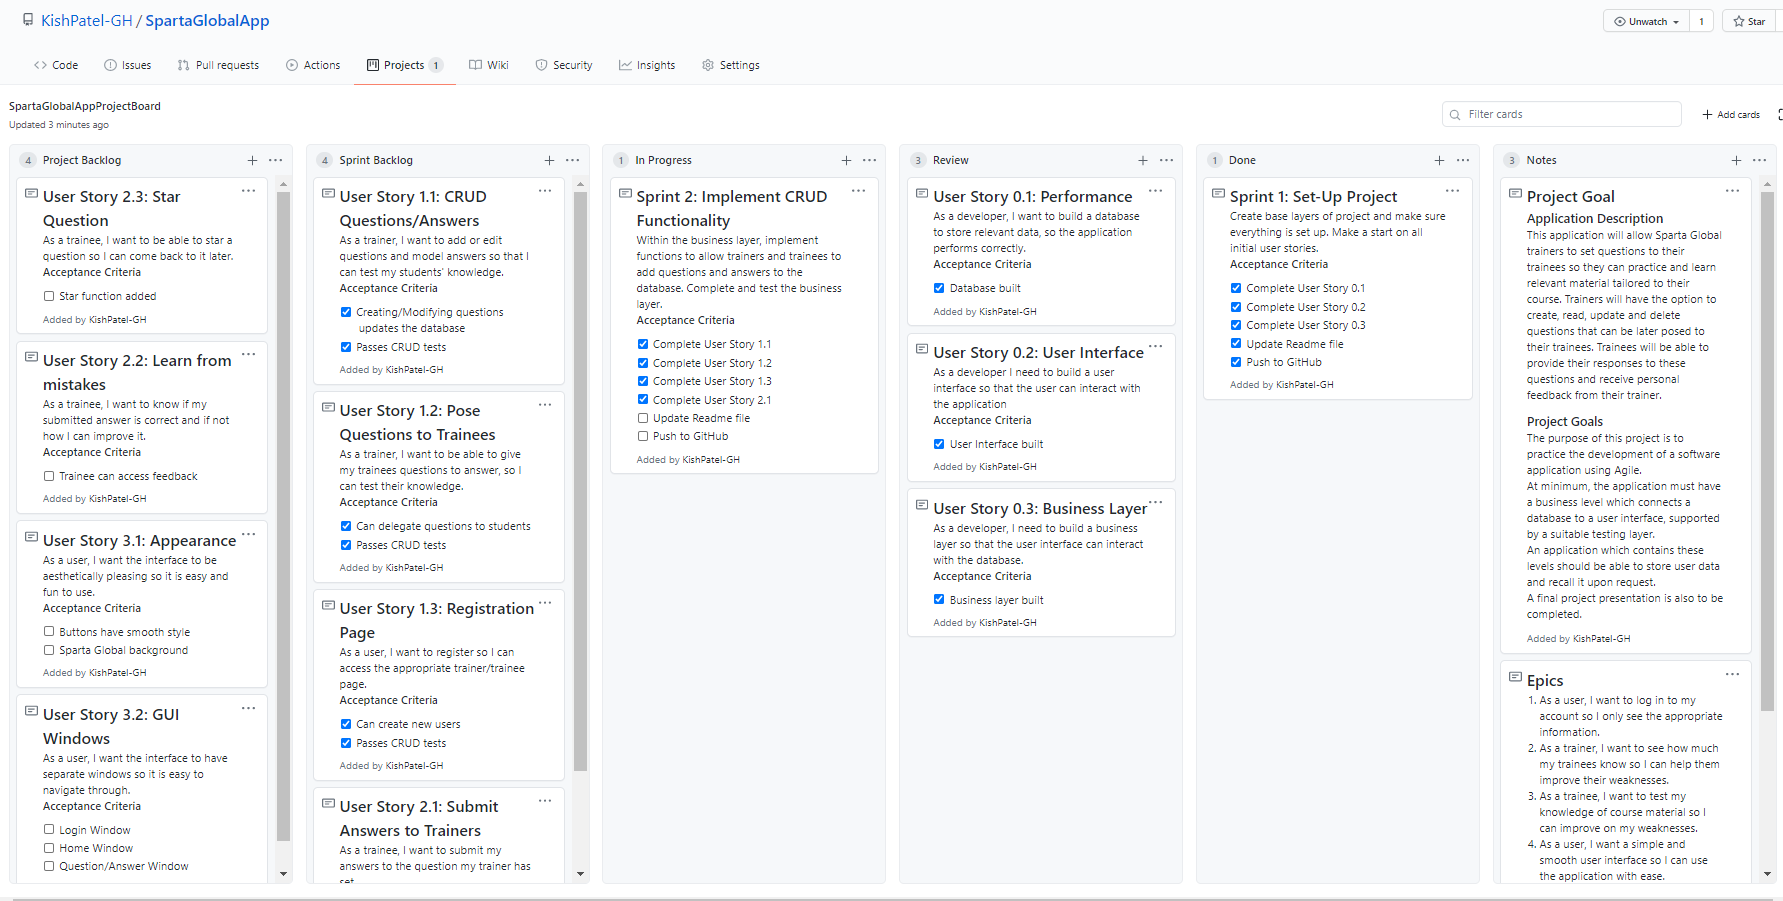 KishPatel-GH / SpartaGlobalApp
Unwatch 1
Star
Code Issues Pull requests Actions Projects 1 Wiki Security Insights Settings
SpartaGlobalAppProjectBoard
Updated 3 minutes ago
Filter cards
Add cards
4 Project Backlog
User Story 2.3: Star
Question
As a trainee, I want to be able to star a
question so I can come back to it later.
Acceptance Criteria
Star function added
Added by KishPatel-GH
User Story 2.2: Learn from
mistakes
As a trainee, I want to know if my
submitted answer is correct and if not
how I can improve it.
Acceptance Criteria
Trainee can access feedback
Added by KishPatel-GH
User Story 3.1: Appearance
As a user, I want the interface to be
aesthetically pleasing so it is easy and
fun to use.
Acceptance Criteria
Buttons have smooth style
Sparta Global background
Added by KishPatel-GH
User Story 3.2: GUI
Windows
As a user, I want the interface to have
separate windows so it is easy to
navigate through.
Acceptance Criteria
Login Window
Home Window
Question/Answer Window
4 Sprint Backlog
User Story 1.1: CRUD
Questions/Answers
As a trainer, I want to add or edit
questions and model answers so that I
can test my students' knowledge.
Acceptance Criteria
Creating/Modifying questions
updates the database
Passes CRUD tests
Added by KishPatel-GH
User Story 1.2: Pose
Questions to Trainees
As a trainer, I want to be able to give
my trainees questions to answer, so I
can test their knowledge.
Acceptance Criteria
Can delegate questions to students
Passes CRUD tests
Added by KishPatel-GH
User Story 1.3: Registration
Page
As a user, I want to register so I can
access the appropriate trainer/trainee
page.
Acceptance Criteria
Can create new users
Passes CRUD tests
Added by KishPatel-GH
User Story 2.1: Submit
Answers to Trainers
As a trainee, I want to submit my
answers to the question my trainer has
set.
1 In Progress
Sprint 2: Implement CRUD
Functionality
Within the business layer, implement
functions to allow trainers and trainees to
add questions and answers to the
database. Complete and test the business
layer.
Acceptance Criteria
Complete User Story 1.1
Complete User Story 1.2
Complete User Story 1.3
Complete User Story 2.1
Update Readme file
Push to GitHub
Added by KishPatel-GH
3 Review
User Story 0.1: Performance
As a developer, I want to build a database
to store relevant data, so the application
performs correctly.
Acceptance Criteria
Database built
Added by KishPatel-GH
User Story 0.2: User Interface
As a developer I need to build a user
interface so that the user can interact with
the application
Acceptance Criteria
User Interface built
Added by KishPatel-GH
User Story 0.3: Business Layer
As a developer, I need to build a business
layer so that the user interface can interact
with the database.
Acceptance Criteria
Business layer built
Added by KishPatel-GH
1 Done
Sprint 1: Set-Up Project
Create base layers of project and make sure
everything is set up. Make a start on all
initial user stories.
Acceptance Criteria
Complete User Story 0.1
Complete User Story 0.2
Complete User Story 0.3
Update Readme file
Push to GitHub
Added by KishPatel-GH
3 Notes
Project Goal
Application Description
This application will allow Sparta Global
trainers to set questions to their
trainees so they can practice and learn
relevant material tailored to their
course. Trainers will have the option to
create, read, update and delete
questions that can be later posed to
their trainees. Trainees will be able to
provide their responses to these
questions and receive personal
feedback from their trainer.
Project Goals
The purpose of this project is to
practice the development of a software
application using Agile.
At minimum, the application must have
a business level which connects a
database to a user interface, supported
by a suitable testing layer.
An application which contains these
levels should be able to store user data
and recall it upon request.
A final project presentation is also to be
completed.
Added by KishPatel-GH
Epics
1. As a user, I want to log in to my
account so I only see the appropriate
information.
2. As a trainer, I want to see how much
my trainees know so I can help them
improve their weaknesses.
3. As a trainee, I want to test my
knowledge of course material so I
can improve on my weaknesses.
4. As a user, I want a simple and
smooth user interface so I can use
the application with ease.